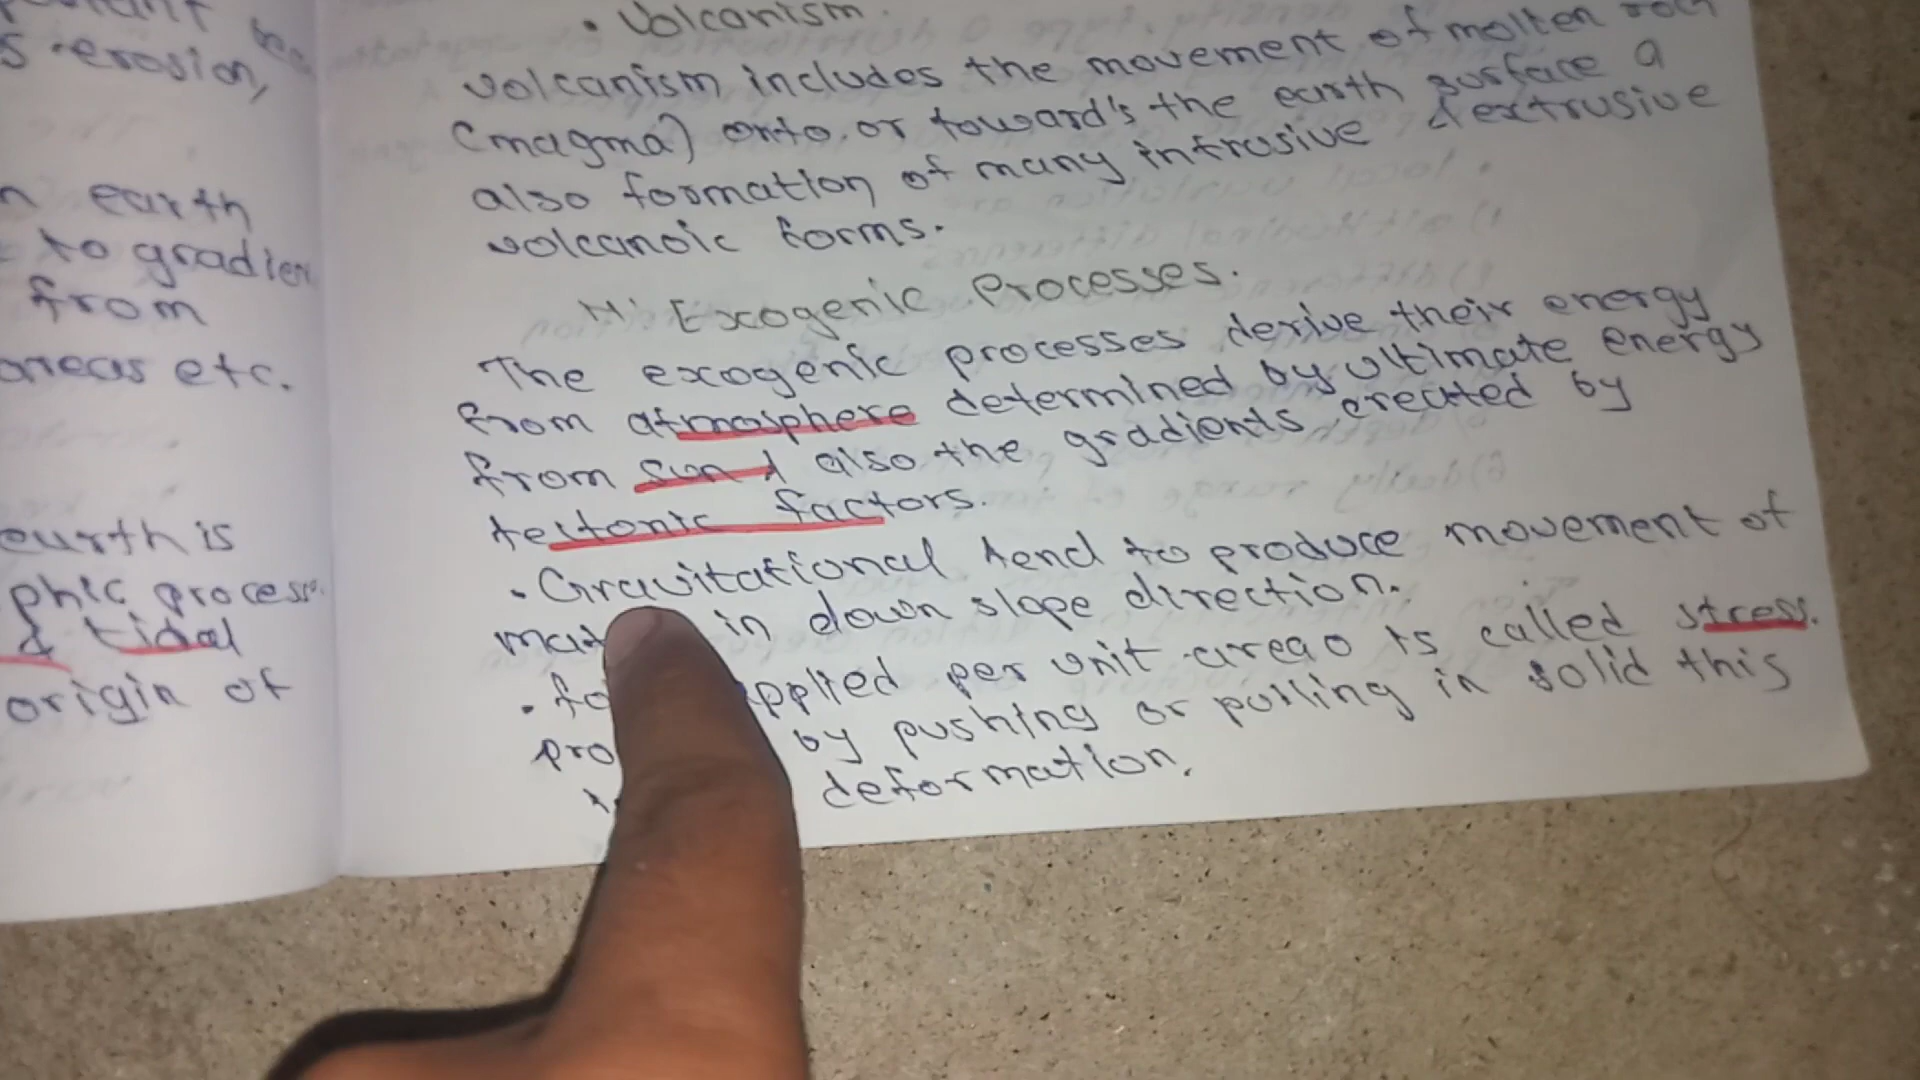 s erosion,
n earth
to gradien
from
areas etc.
earth is
phic process.
& tidal
origin of
• Volcanism.
volcanism includes the movement of molten rock
(magma) onto or toward's the earth surface a
also formation of many intrusive & extrusive
volcanoic forms.
Exogenic Processes.
The exogenic processes derive their energy
from atmosphere determined by ultimate energy
from sun & also the gradients created by
tectonic factors.
• Gravitational tend to produce movement of
in down slope direction.
• applied per unit area is called stress.
by pushing or pulling in solid this
deformation.